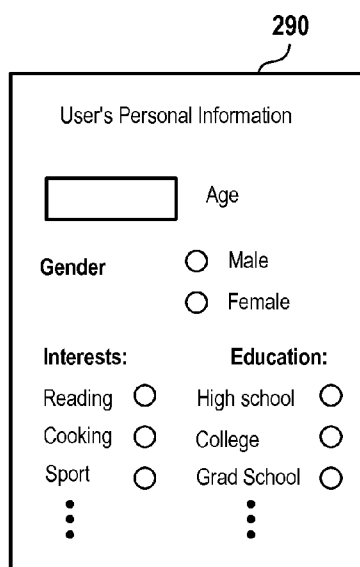 290
User's Personal Information
Age
Gender
Male
Female
Interests:
Education:
Reading
High school
Cooking
College
Sport
Grad School